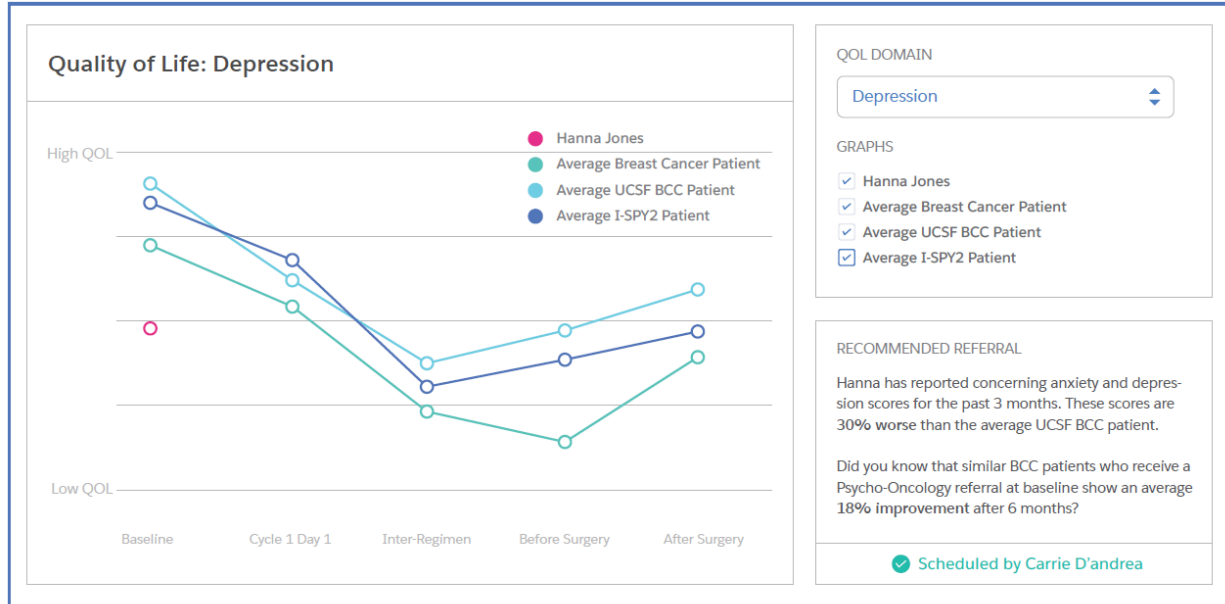 Quality of Life: Depression
High QOL
Hanna Jones
Average Breast Cancer Patient
Average UCSF BCC Patient
Average I-SPY2 Patient
Low QOL
Baseline
Cycle 1 Day 1
Inter-Regimen
Before Surgery
After Surgery
QOL DOMAIN
Depression
GRAPHS
Hanna Jones
Average Breast Cancer Patient
Average UCSF BCC Patient
Average I-SPY2 Patient
RECOMMENDED REFERRAL
Hanna has reported concerning anxiety and depres-
sion scores for the past 3 months. These scores are
30% worse than the average UCSF BCC patient.
Did you know that similar BCC patients who receive a
Psycho-Oncology referral at baseline show an average
18% improvement after 6 months?
Scheduled by Carrie D'andrea